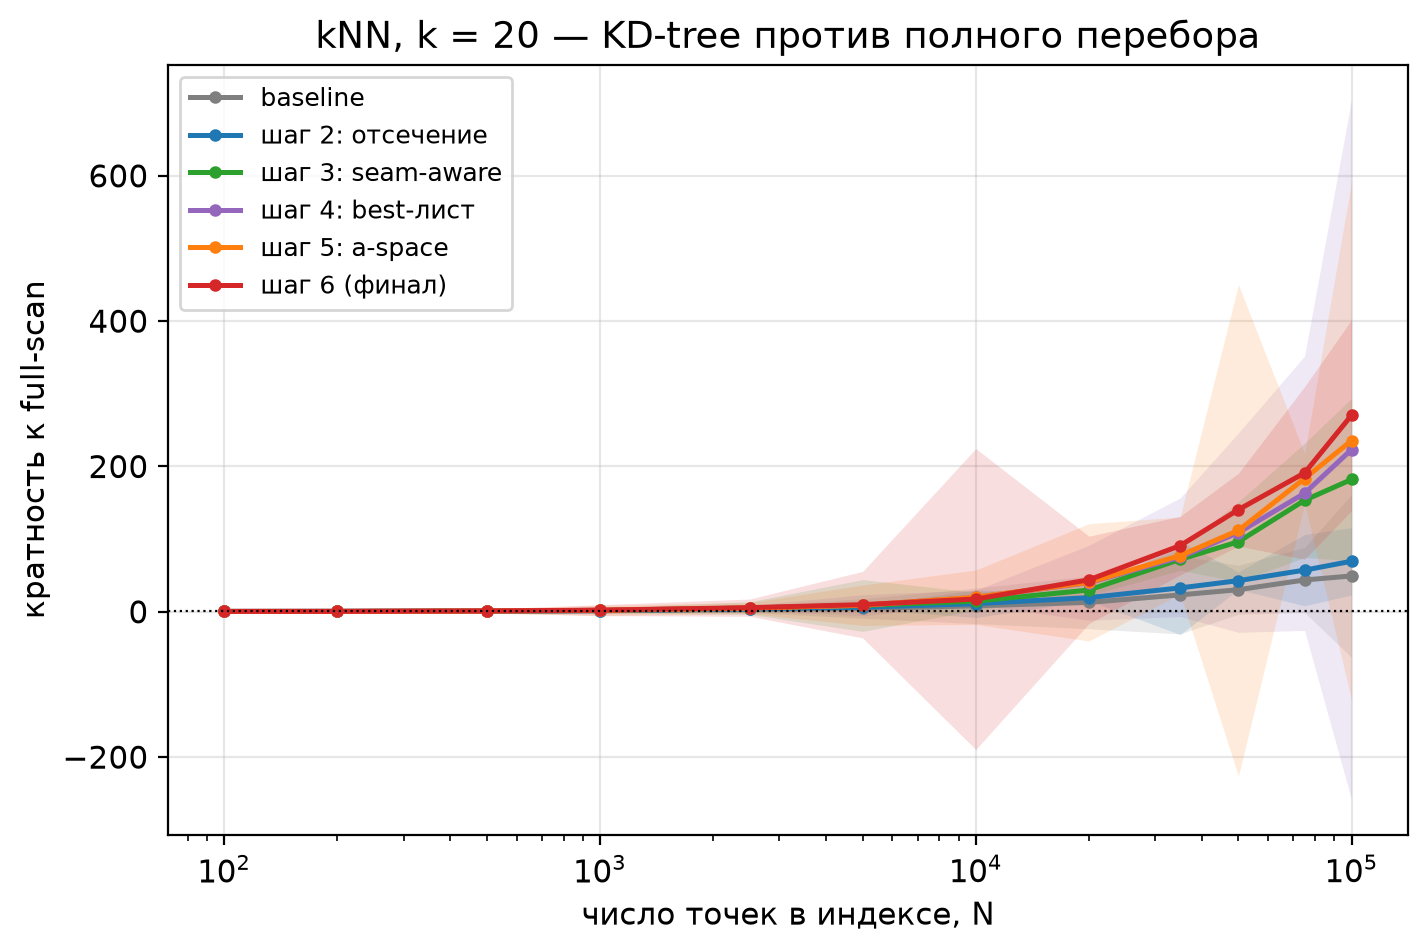 kNN, k = 20 — KD-tree против полного перебора
baseline
шаг 2: отсечение
шаг 3: seam-aware
шаг 4: best-лист
шаг 5: a-space
шаг 6 (финал)
кратность к full-scan
600
400
200
0
−200
10²
10³
10⁴
10⁵
число точек в индексе, N